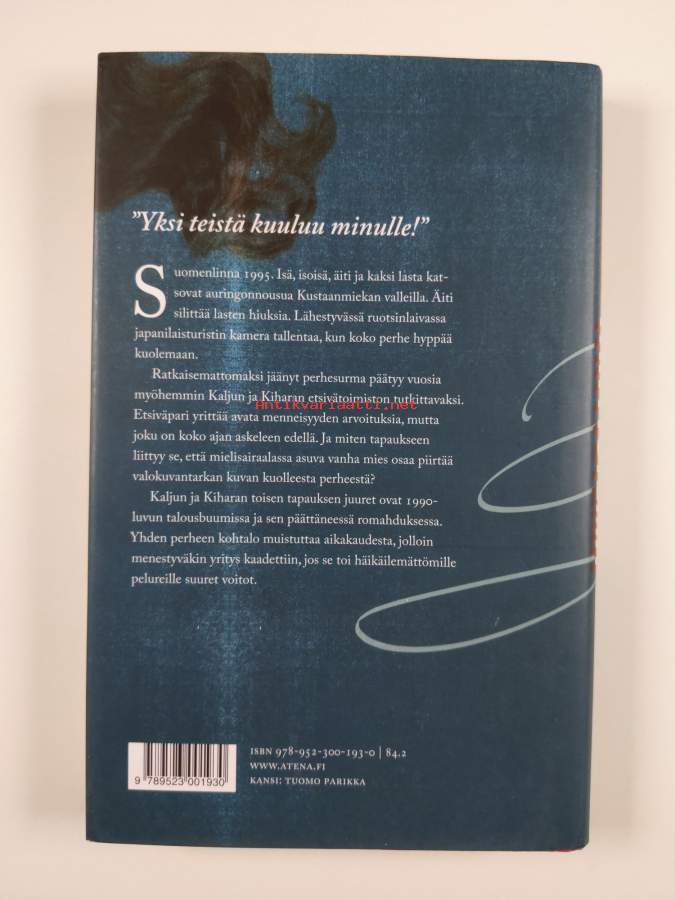 ”Yksi teistä kuuluu minulle!”
Suomenlinna 1995. Isä, isoisä, äiti ja kaksi lasta kat-
sovat auringonnousua Kustaanmiekan valleilla. Äiti
silittää lasten hiuksia. Lähestyvässä ruotsinlaivassa
japanilaisturistin kamera tallentaa, kun koko perhe hyppää
kuolemaan.
Ratkaisemattomaksi jäänyt perhesurma päätyy vuosia
myöhemmin Kaljun ja Kiharan etsivätoimiston tutkittavaksi.
Antikvariaatti.net
Etsiväpari yrittää avata menneisyyden arvoituksia, mutta
joku on koko ajan askeleen edellä. Ja miten tapaukseen
liittyy se, että mielisairaalassa asuva vanha mies osaa piirtää
valokuvantarkan kuvan kuolleesta perheestä?
Kaljun ja Kiharan toisen tapauksen juuret ovat 1990-
luvun talousbuumissa ja sen päättäneessä romahduksessa.
Yhden perheen kohtalo muistuttaa aikakaudesta, jolloin
menestyväkin yritys kaadettiin, jos se toi häikäilemättömille
pelureille suuret voitot.
ISBN 978-952-300-193-0 | 84.2
WWW.ATENA.FI
KANSI: TUOMO PARIKKA
9 789523 001930